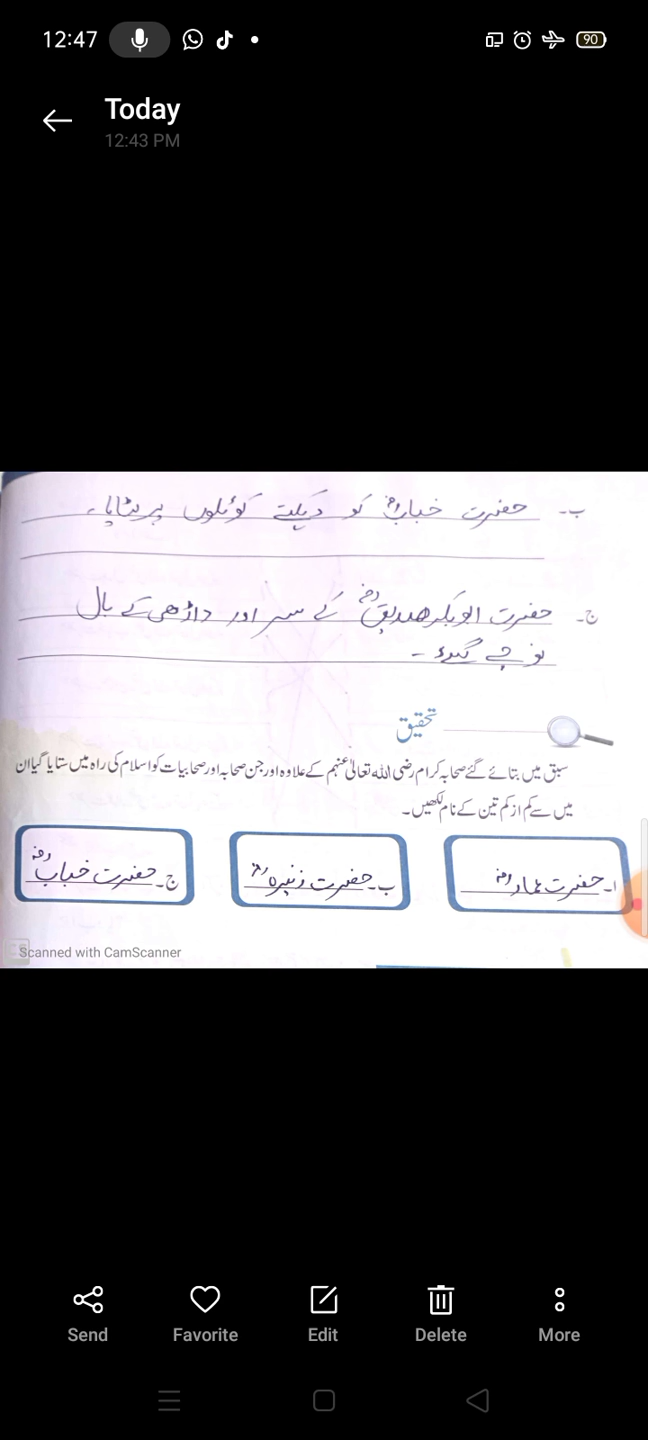 12:47
90
Today
12:43 PM
ب۔ حضرت خبابؓ کو دہکتے کوئلوں پر لٹایا۔
ج۔ حضرت ابوبکر صدیقؓ کے سر اور داڑھی کے بال
نوچے گئے۔
تحقیق
سبق میں بتائے گئے صحابہ کرام رضی اللہ تعالیٰ عنہم کے علاوہ اور جن صحابہ اور صحابیات کو اسلام کی راہ میں ستایا گیا ان
میں سے کم از کم تین کے نام لکھیں۔
ا۔ حضرت عمارؓ ب۔ حضرت زنیرہؓ ج۔ حضرت خبابؓ
Scanned with CamScanner
Send Favorite Edit Delete More